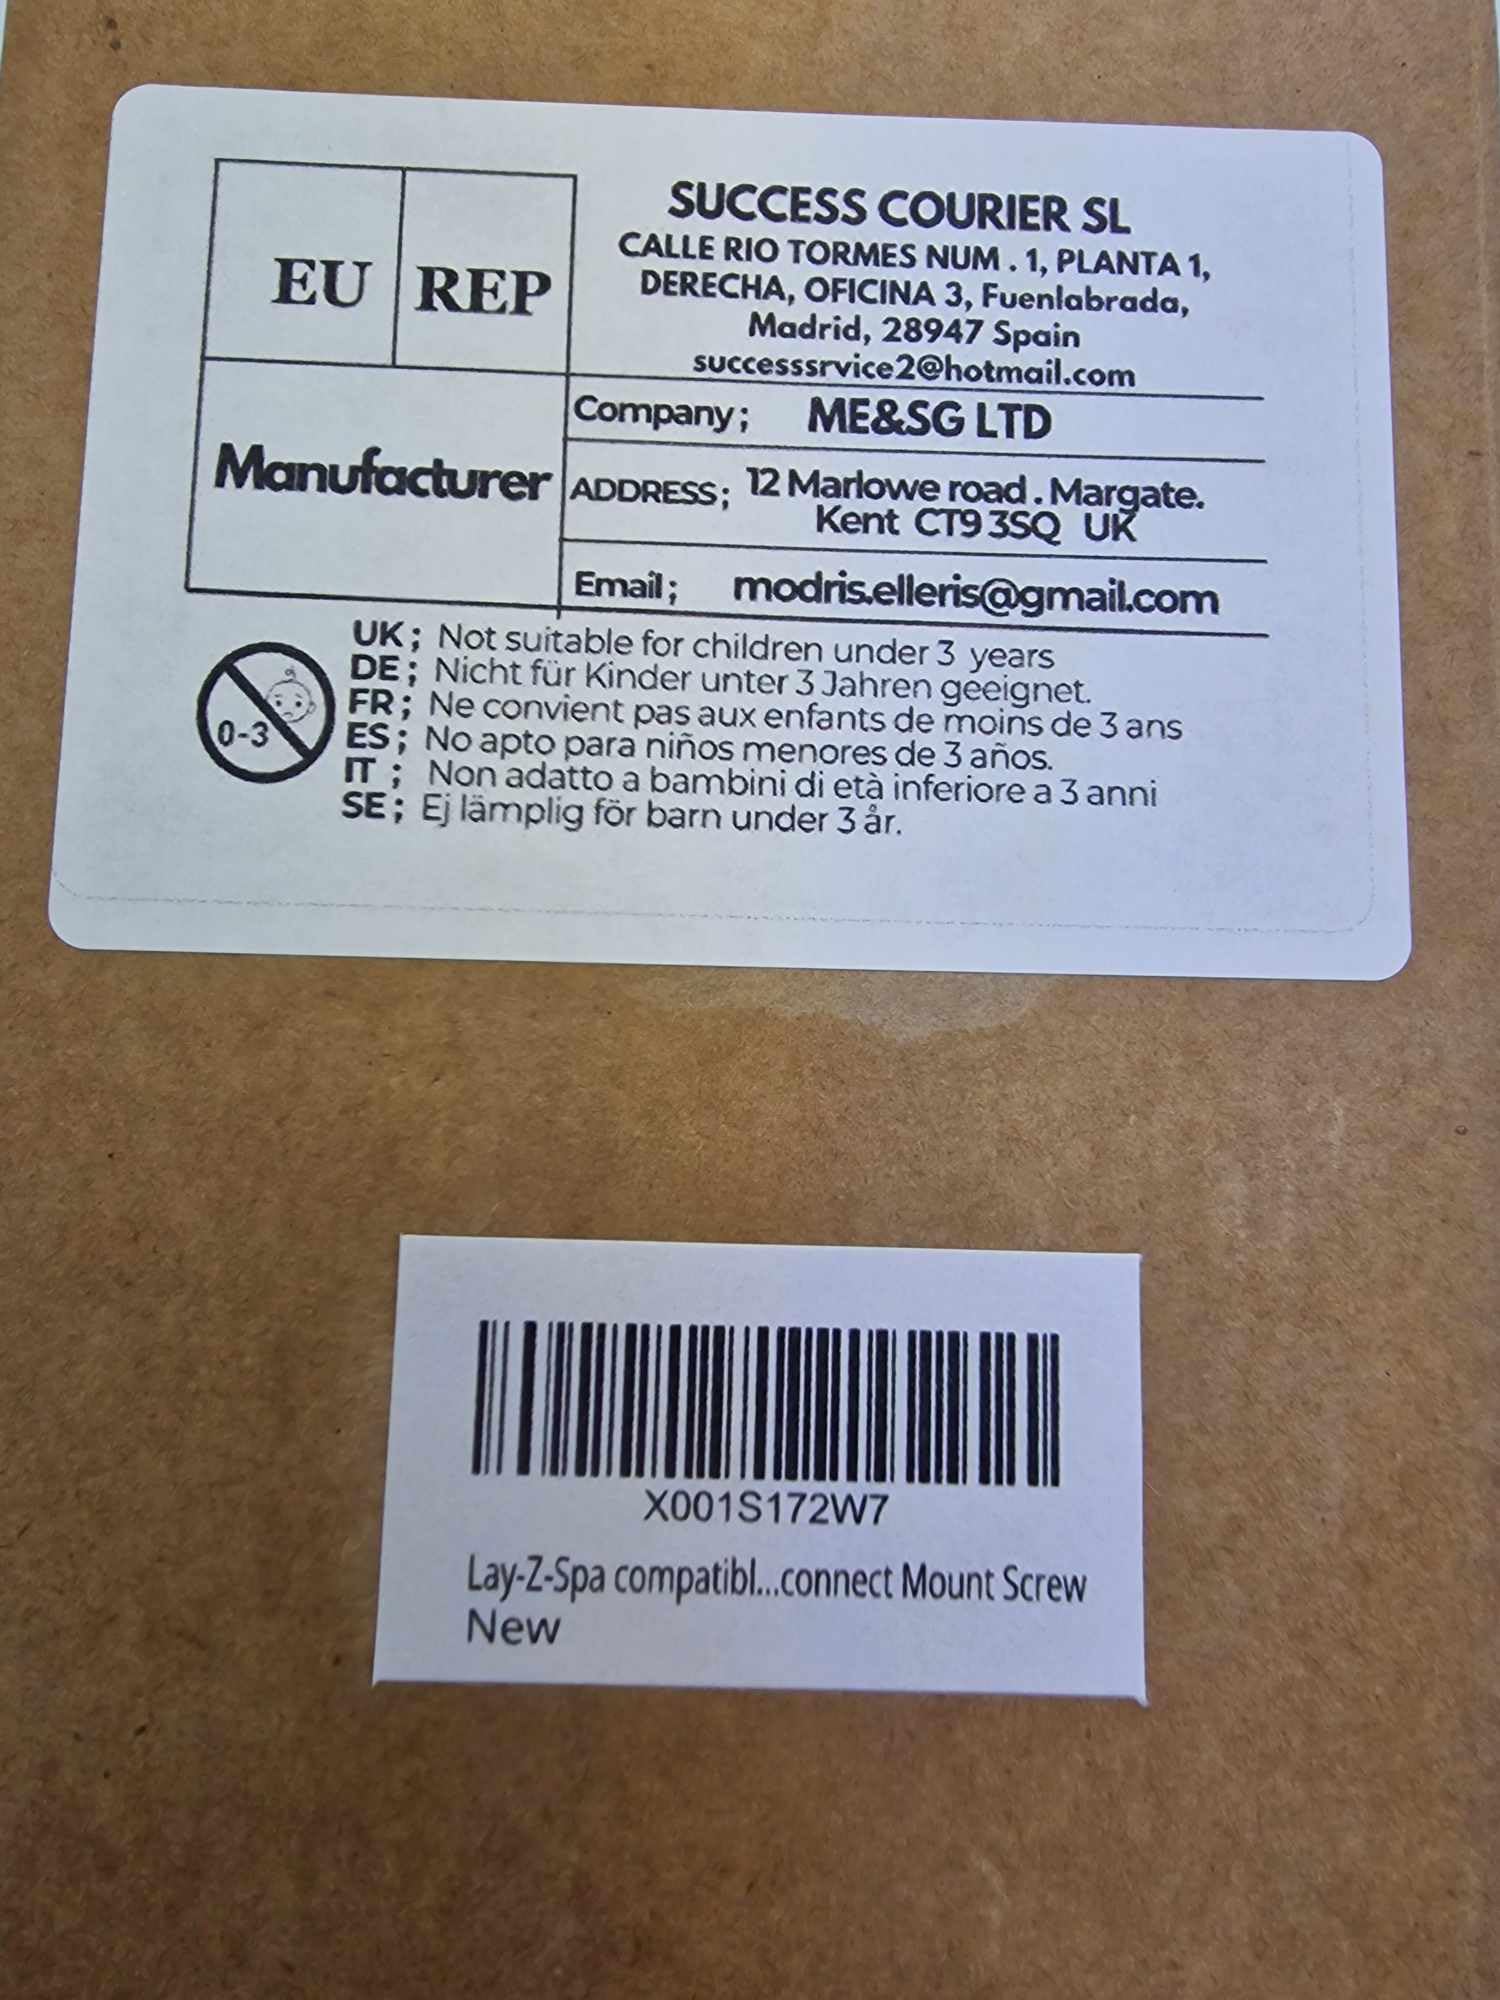 EU REP
SUCCESS COURIER SL
CALLE RIO TORMES NUM . 1, PLANTA 1,
DERECHA, OFICINA 3, Fuenlabrada,
Madrid, 28947 Spain
successsrvice2@hotmail.com
Manufacturer
Company; ME&SG LTD
ADDRESS; 12 Marlowe road . Margate.
Kent CT9 3SQ UK
Email; modris.elleris@gmail.com
0-3
UK; Not suitable for children under 3 years
DE; Nicht für Kinder unter 3 Jahren geeignet.
FR; Ne convient pas aux enfants de moins de 3 ans
ES; No apto para niños menores de 3 años.
IT; Non adatto a bambini di età inferiore a 3 anni
SE; Ej lämplig för barn under 3 år.
X001S172W7
Lay-Z-Spa compatibl...connect Mount Screw
New